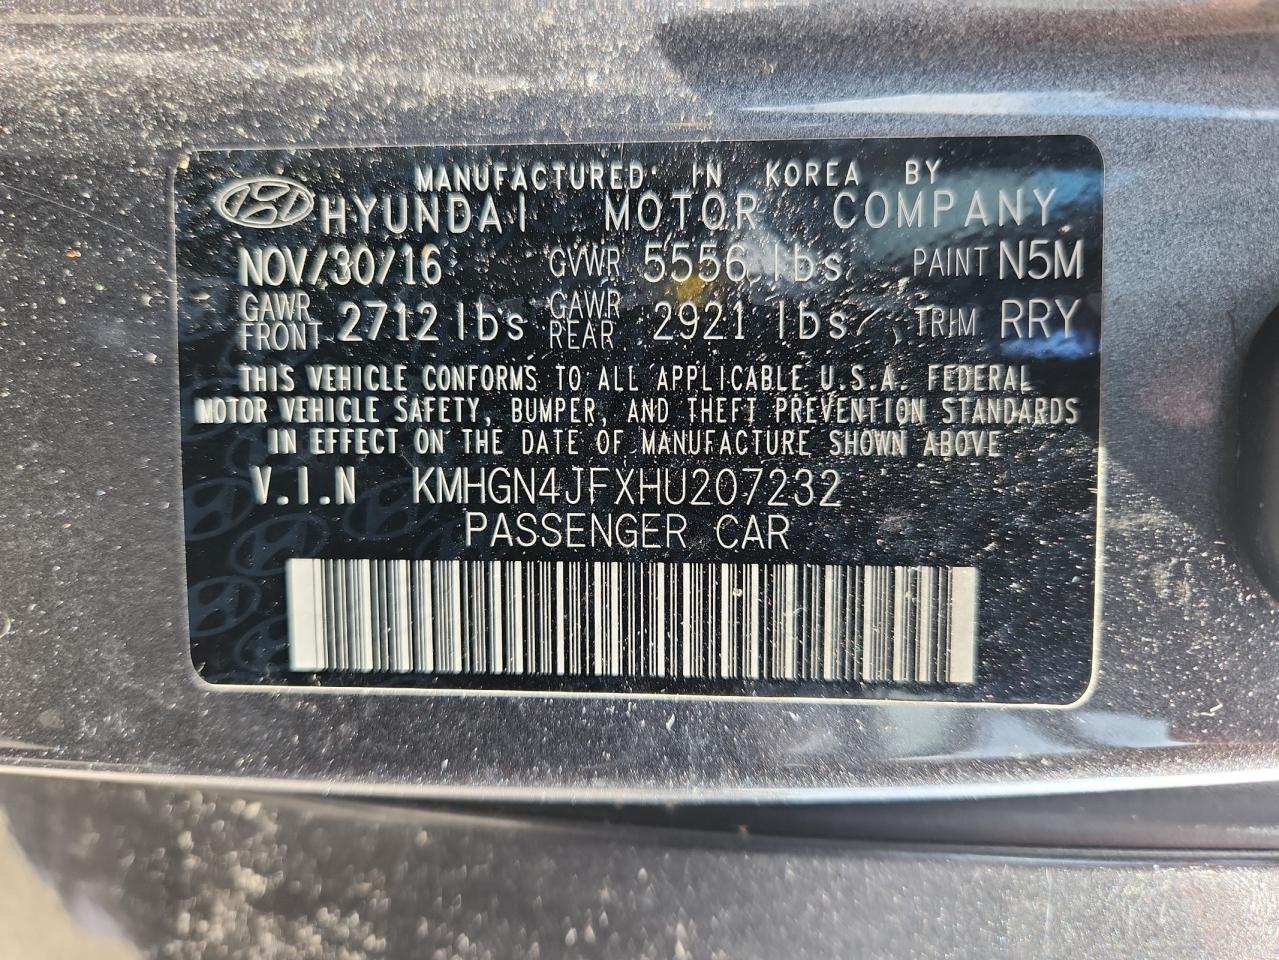 MANUFACTURED IN KOREA BY
HYUNDAI MOTOR COMPANY
NOV/30/16 GVWR 5556 lbs PAINT N5M
GAWR FRONT 2712 lbs GAWR REAR 2921 lbs TRIM RRY
THIS VEHICLE CONFORMS TO ALL APPLICABLE U.S.A. FEDERAL
MOTOR VEHICLE SAFETY, BUMPER, AND THEFT PREVENTION STANDARDS
IN EFFECT ON THE DATE OF MANUFACTURE SHOWN ABOVE
V.I.N KMHGN4JFXHU207232
PASSENGER CAR